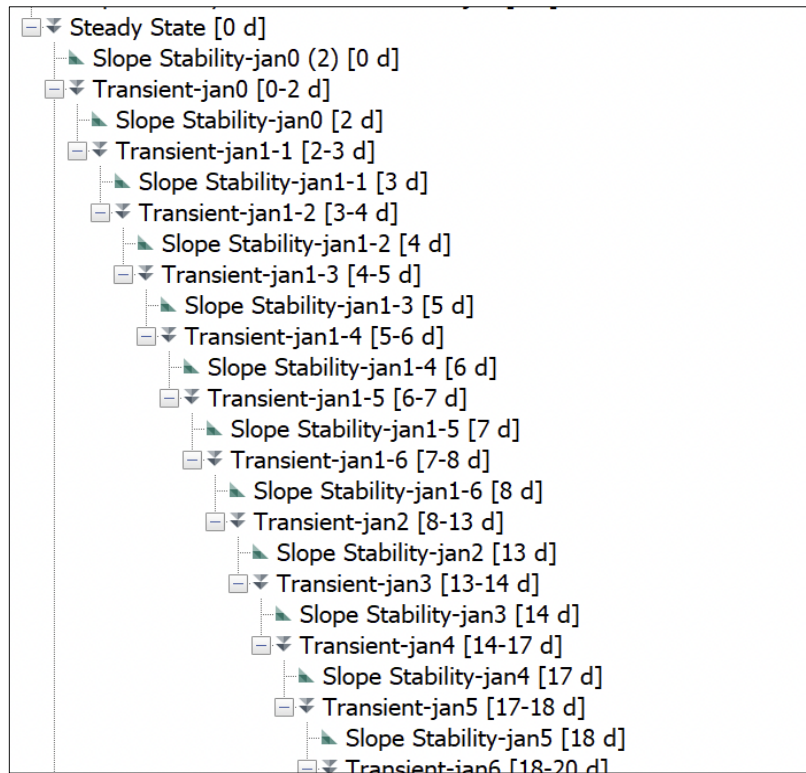 Steady State [0 d]
Slope Stability-jan0 (2) [0 d]
Transient-jan0 [0-2 d]
Slope Stability-jan0 [2 d]
Transient-jan1-1 [2-3 d]
Slope Stability-jan1-1 [3 d]
Transient-jan1-2 [3-4 d]
Slope Stability-jan1-2 [4 d]
Transient-jan1-3 [4-5 d]
Slope Stability-jan1-3 [5 d]
Transient-jan1-4 [5-6 d]
Slope Stability-jan1-4 [6 d]
Transient-jan1-5 [6-7 d]
Slope Stability-jan1-5 [7 d]
Transient-jan1-6 [7-8 d]
Slope Stability-jan1-6 [8 d]
Transient-jan2 [8-13 d]
Slope Stability-jan2 [13 d]
Transient-jan3 [13-14 d]
Slope Stability-jan3 [14 d]
Transient-jan4 [14-17 d]
Slope Stability-jan4 [17 d]
Transient-jan5 [17-18 d]
Slope Stability-jan5 [18 d]
Transient-jan6 [18-20 d]